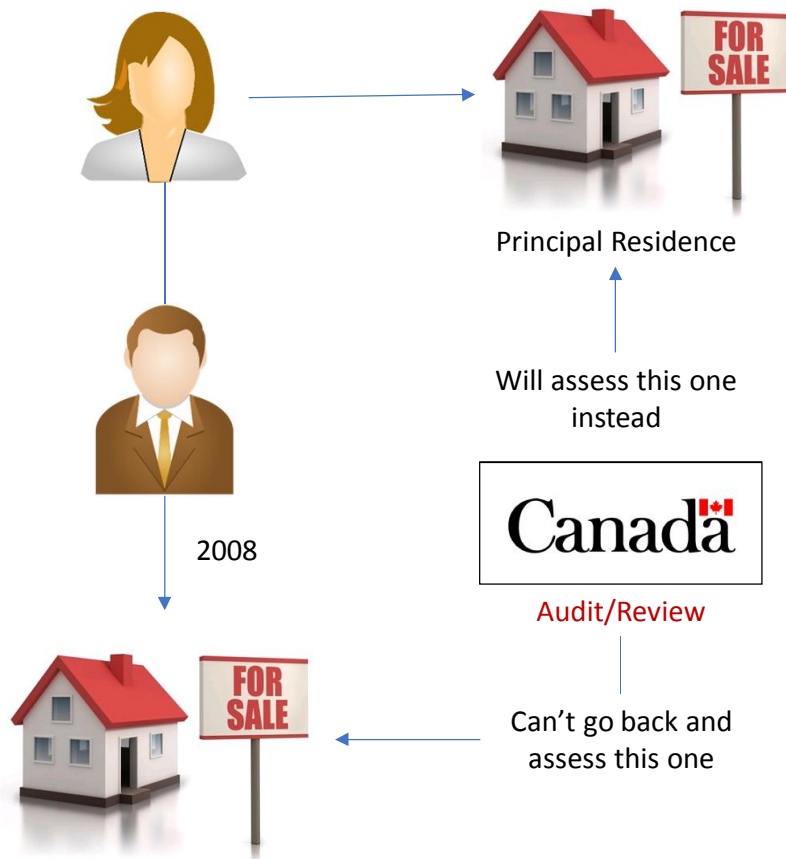 FOR
SALE
Principal Residence
Will assess this one
instead
Canada
Audit/Review
2008
FOR
SALE
Can’t go back and
assess this one